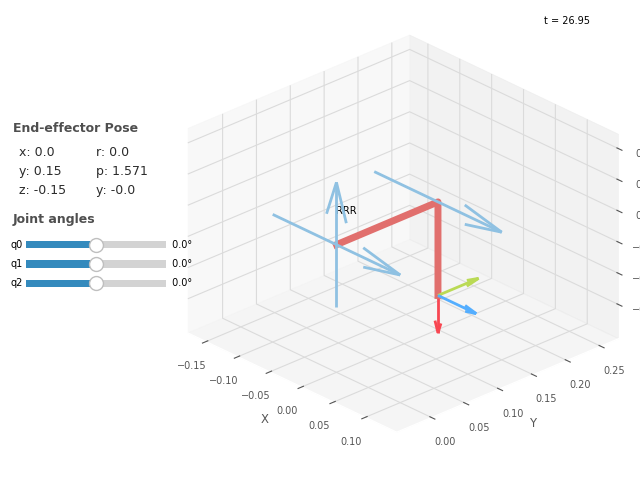 t = 26.95
End-effector Pose
x: 0.0 r: 0.0
y: 0.15 p: 1.571
z: -0.15 y: -0.0
Joint angles
q0 0.0°
q1 0.0°
q2 0.0°
RRR
−0.15
−0.10
−0.05
0.00
0.05
0.10
X
0.00
0.05
0.10
0.15
0.20
0.25
Y